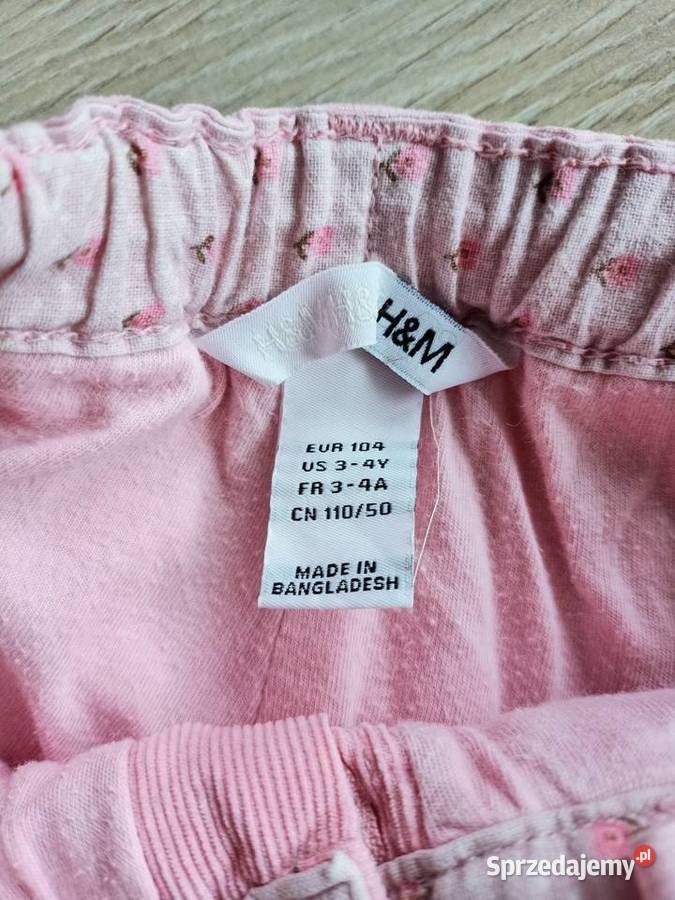 H&M H&M
H&M
EUR 104
US 3-4Y
FR 3-4A
CN 110/50
MADE IN
BANGLADESH
Sprzedajemy.pl